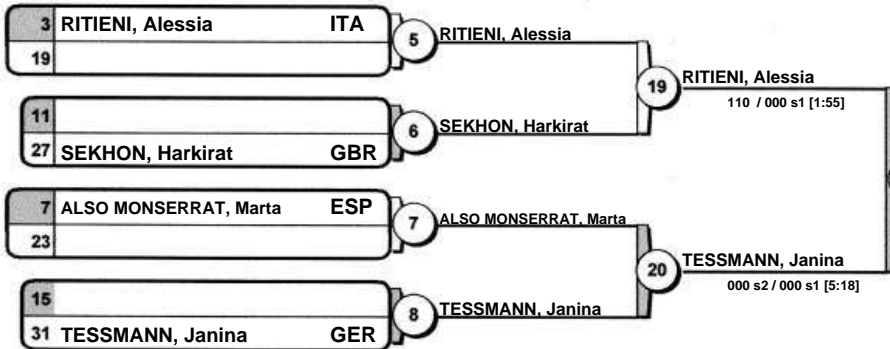 3 RITIENI, Alessia ITA
19
5
RITIENI, Alessia
11
27 SEKHON, Harkirat GBR
6
SEKHON, Harkirat
19
RITIENI, Alessia
110 / 000 s1 [1:55]
7 ALSO MONSERRAT, Marta ESP
23
7
ALSO MONSERRAT, Marta
15
31 TESSMANN, Janina GER
8
TESSMANN, Janina
20
TESSMANN, Janina
000 s2 / 000 s1 [5:18]